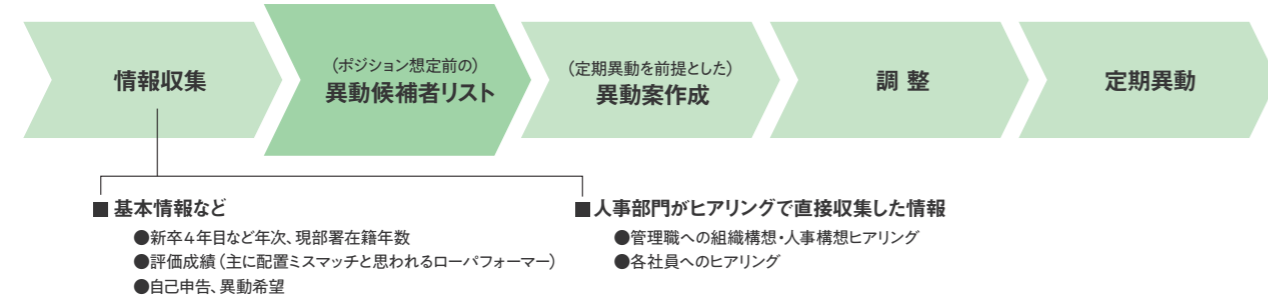 情報収集
（ポジション想定前の）
異動候補者リスト
（定期異動を前提とした）
異動案作成
調 整
定期異動
■ 基本情報など
●新卒4年目など年次、現部署在籍年数
●評価成績（主に配置ミスマッチと思われるローパフォーマー）
●自己申告、異動希望
■人事部門がヒアリングで直接収集した情報
●管理職への組織構想・人事構想ヒアリング
●各社員へのヒアリング